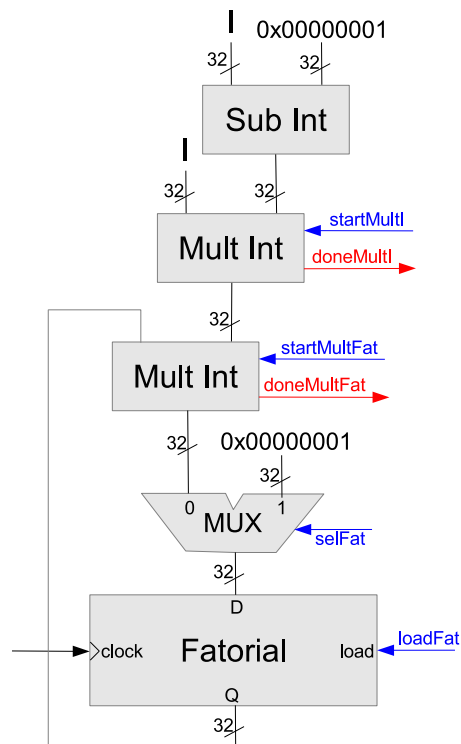 I
0x00000001
32
32
Sub Int
I
32
32
startMultI
Mult Int
doneMultI
32
startMultFat
Mult Int
doneMultFat
32
0x00000001
32
0
1
MUX
selFat
32
D
clock
Fatorial
load
loadFat
Q
32